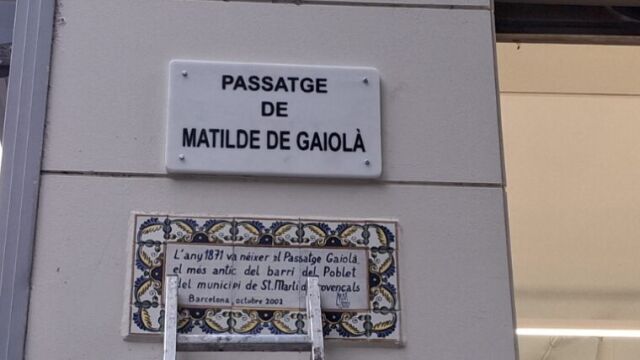 PASSATGE
DE
MATILDE DE GAIOLÀ
L'any 1871 va néixer el Passatge Gaiolà
el més antic del barri del Poblet
del municipi de St. Martí de Provençals
Barcelona, octubre 2002